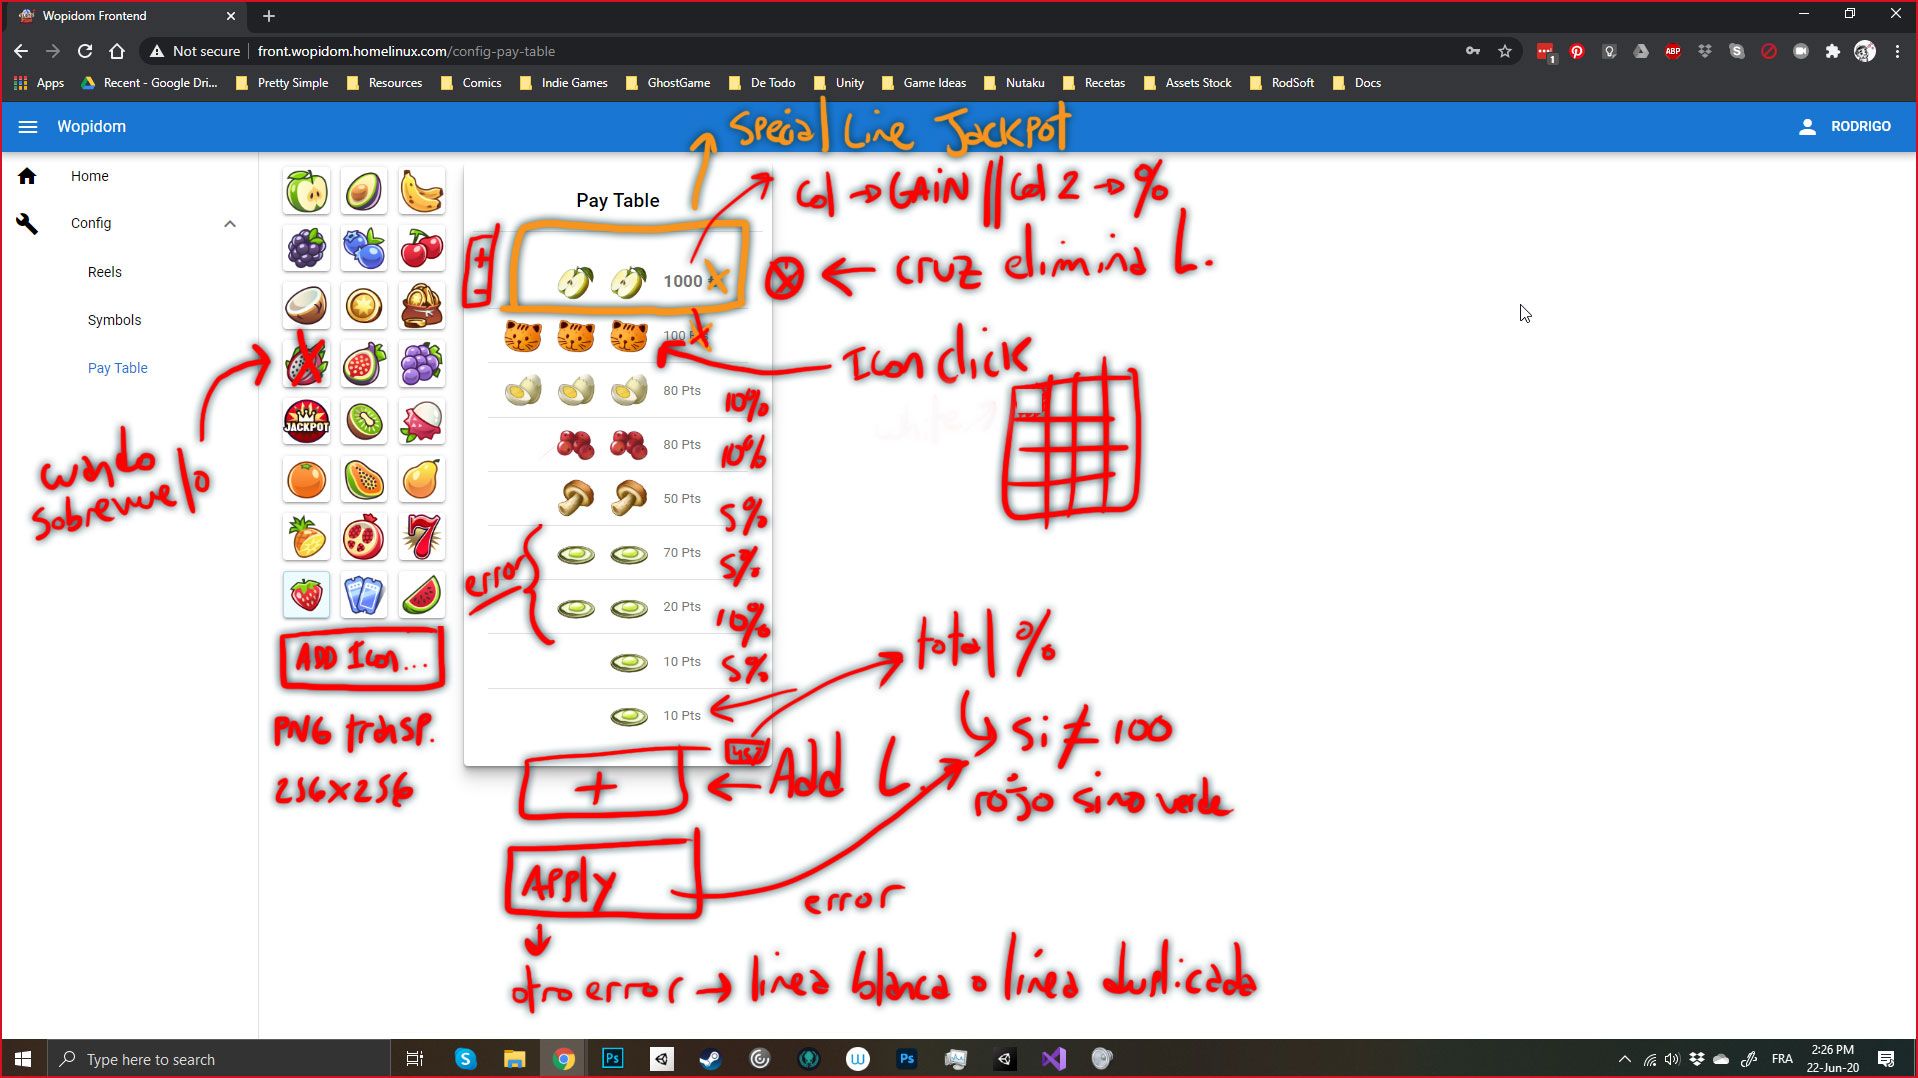 Wopidom Frontend
Not secure
front.wopidom.homelinux.com/config-pay-table
1
ABP
Apps
Recent - Google Dri...
Pretty Simple
Resources
Comics
Indie Games
GhostGame
De Todo
Unity
Game Ideas
Nutaku
Recetas
Assets Stock
RodSoft
Docs
Wopidom
RODRIGO
Special Line Jackpot
Home
Config
Reels
Symbols
Pay Table
JACKPOT
7
cuando
sobrevuelo
ADD Icon...
PNG transp.
256x256
Pay Table
col → GAIN || Col 2 → %
+
-
1000
X
cruz elimina L.
100
Icon click
80 Pts
10%
80 Pts
10%
50 Pts
5%
error
70 Pts
5%
20 Pts
10%
10 Pts
5%
10 Pts
total %
si ≠ 100
rojo sino verde
+
Add L.
Apply
error
otro error → linea blanca o línea duplicada
Type here to search
FRA
2:26 PM
22-Jun-20